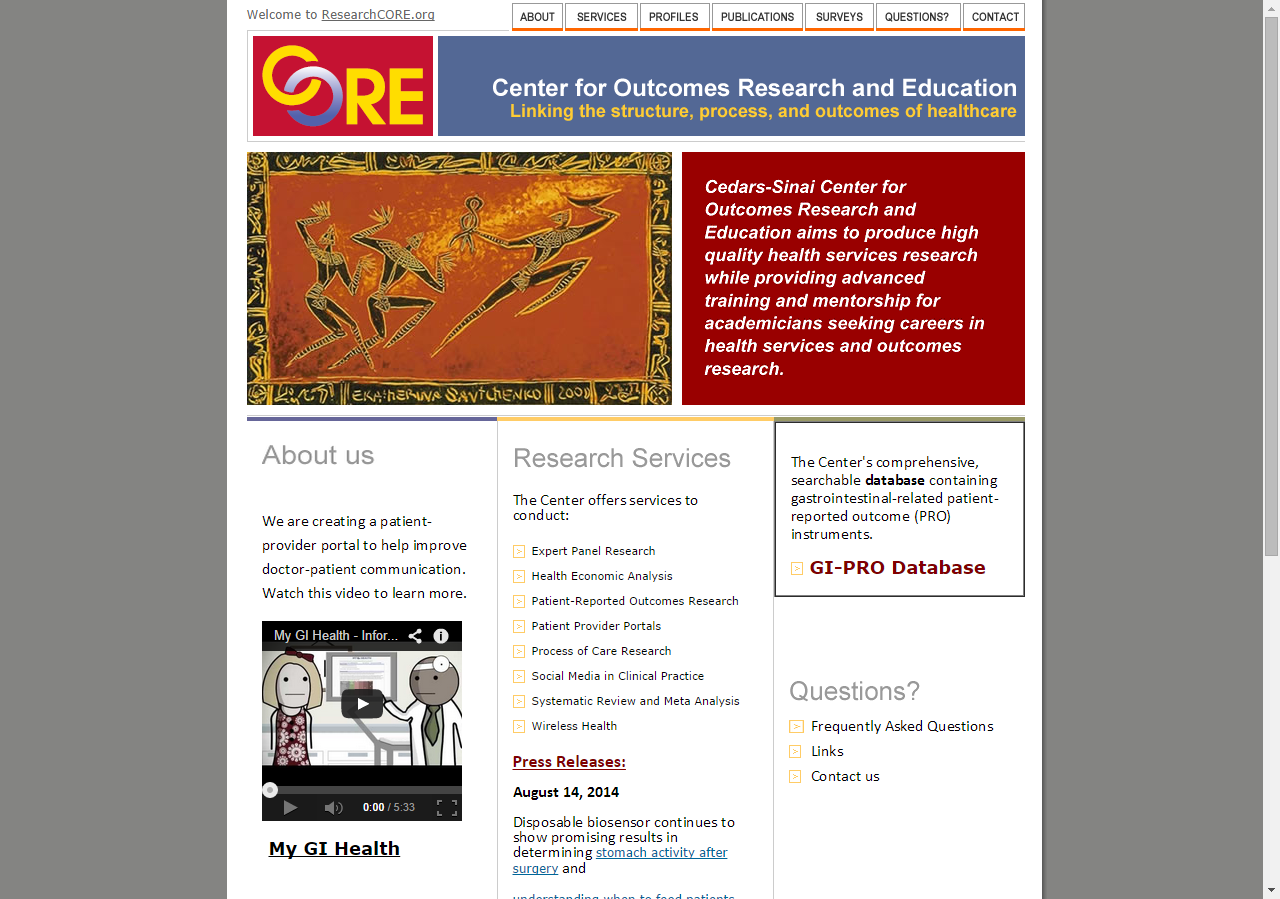 Welcome to ResearchCORE.org
ABOUT SERVICES PROFILES PUBLICATIONS SURVEYS QUESTIONS? CONTACT
CORE
Center for Outcomes Research and Education
Linking the structure, process, and outcomes of healthcare
EKATHERINA SAVTCHENKO 2000
Cedars-Sinai Center for
Outcomes Research and
Education aims to produce high
quality health services research
while providing advanced
training and mentorship for
academicians seeking careers in
health services and outcomes
research.
About us
We are creating a patient-
provider portal to help improve
doctor-patient communication.
Watch this video to learn more.
My GI Health - Infor...
0:00 / 5:33
My GI Health
Research Services
The Center offers services to
conduct:
Expert Panel Research
Health Economic Analysis
Patient-Reported Outcomes Research
Patient Provider Portals
Process of Care Research
Social Media in Clinical Practice
Systematic Review and Meta Analysis
Wireless Health
Press Releases:
August 14, 2014
Disposable biosensor continues to
show promising results in
determining stomach activity after
surgery and
understanding when to feed patients
The Center's comprehensive,
searchable database containing
gastrointestinal-related patient-
reported outcome (PRO)
instruments.
GI-PRO Database
Questions?
Frequently Asked Questions
Links
Contact us